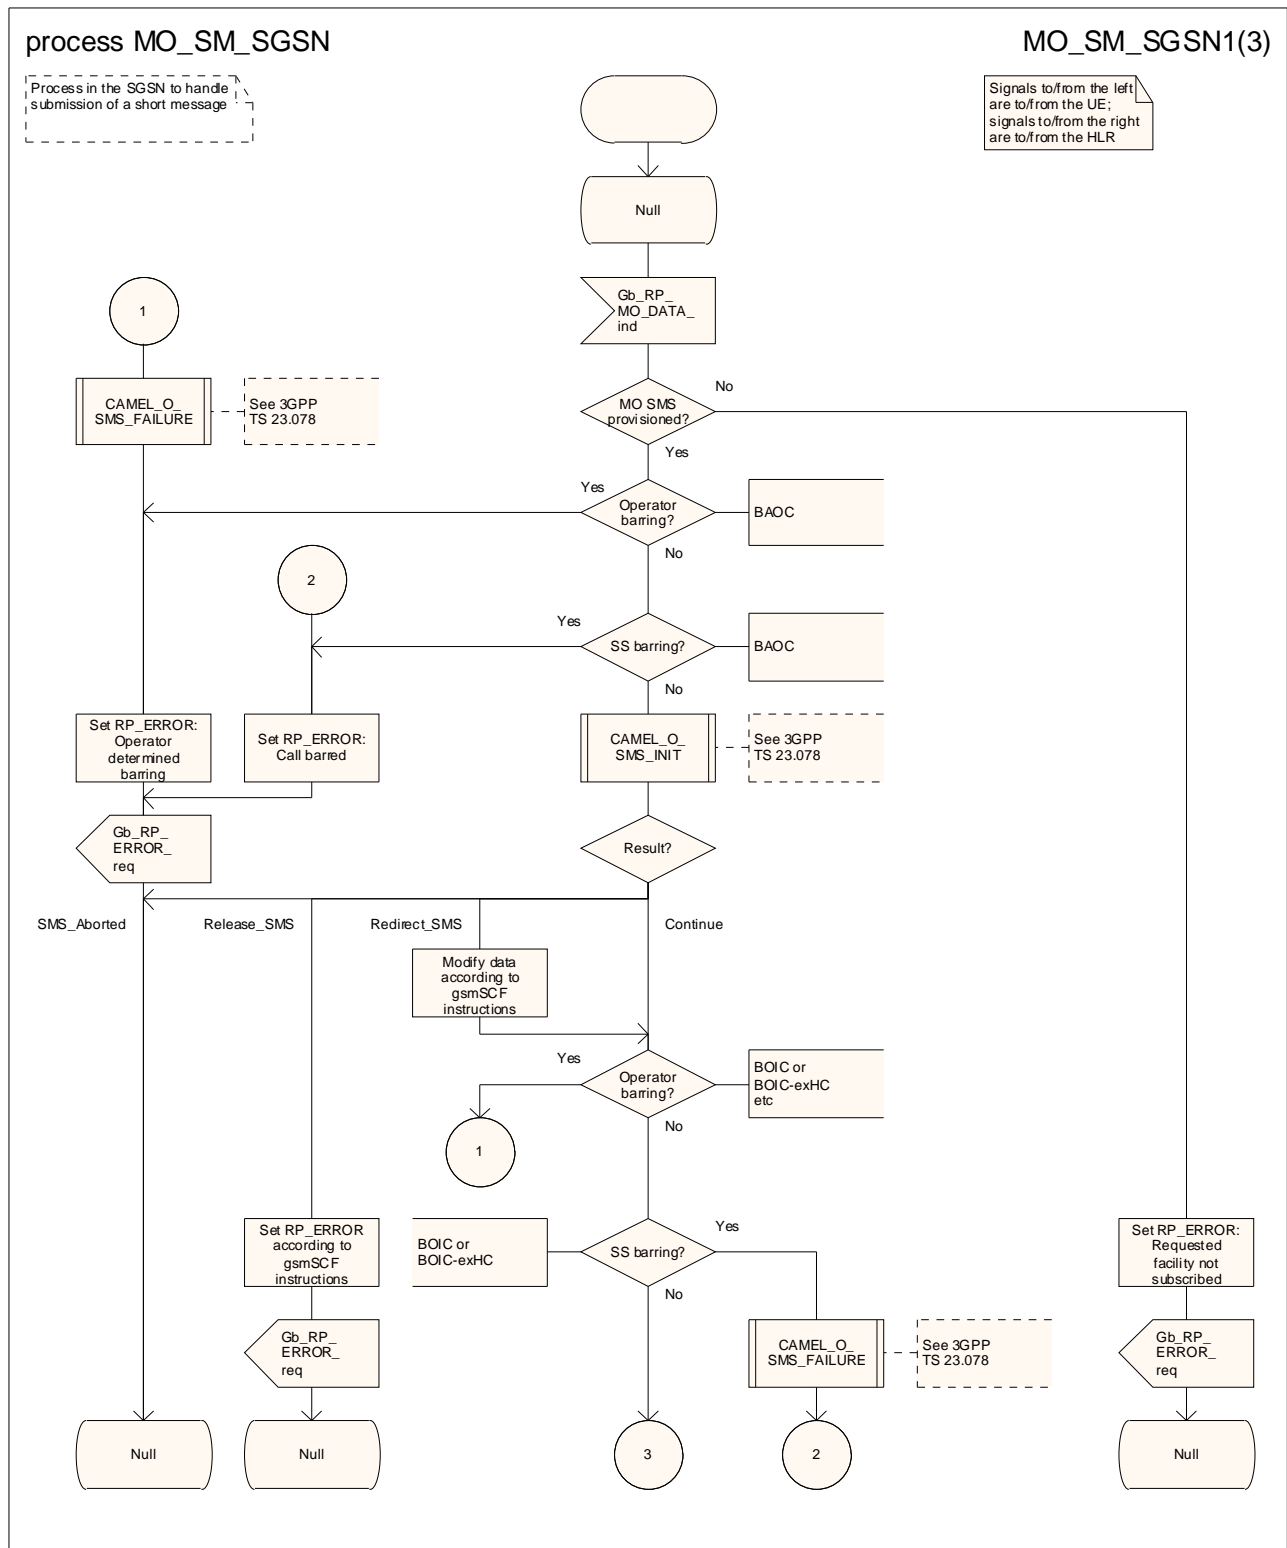 process MO_SM_SGSN
MO_SM_SGSN1(3)
Process in the SGSN to handle
submission of a short message
Signals to/from the left
are to/from the UE;
signals to/from the right
are to/from the HLR
Null
Gb_RP_
MO_DATA_
ind
1
CAMEL_O_
SMS_FAILURE
See 3GPP
TS 23.078
MO SMS
provisioned?
No
Yes
Yes
Operator
barring?
BAOC
No
2
Yes
SS barring?
BAOC
No
Set RP_ERROR:
Operator
determined
barring
Set RP_ERROR:
Call barred
CAMEL_O_
SMS_INIT
See 3GPP
TS 23.078
Gb_RP_
ERROR_
req
Result?
SMS_Aborted
Release_SMS
Redirect_SMS
Continue
Modify data
according to
gsmSCF
instructions
Yes
Operator
barring?
BOIC or
BOIC-exHC
etc
No
1
Set RP_ERROR
according to
gsmSCF
instructions
BOIC or
BOIC-exHC
SS barring?
Yes
No
Set RP_ERROR:
Requested
facility not
subscribed
Gb_RP_
ERROR_
req
CAMEL_O_
SMS_FAILURE
See 3GPP
TS 23.078
Gb_RP_
ERROR_
req
Null
Null
3
2
Null